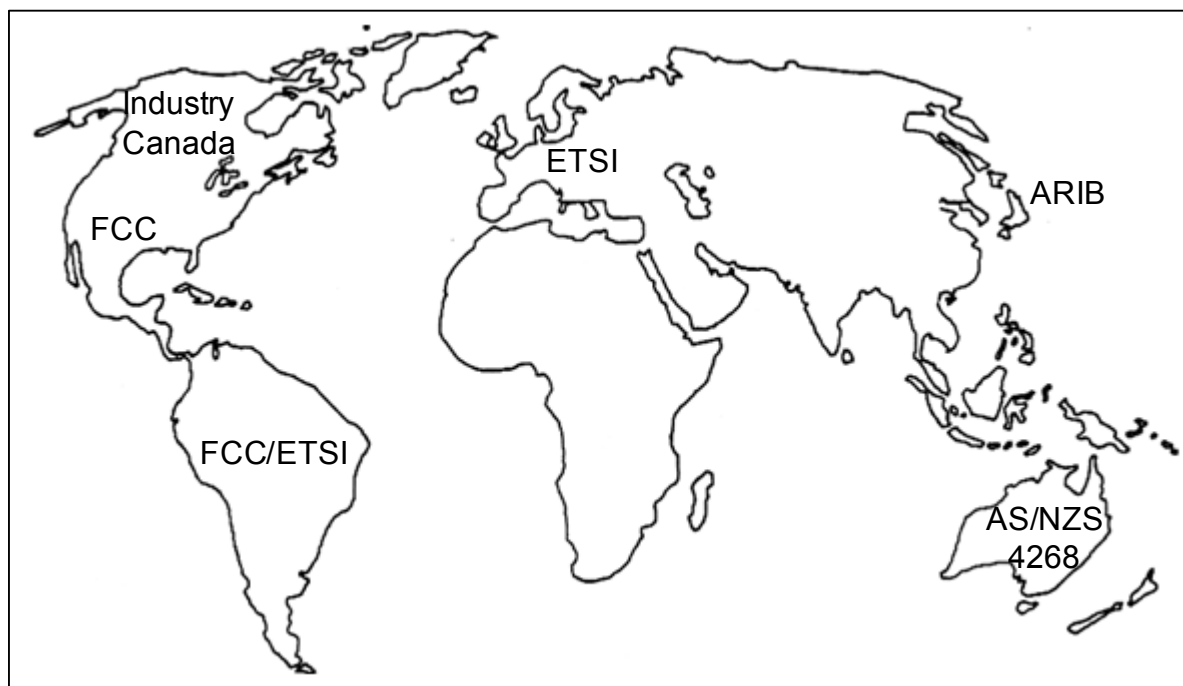 Industry
Canada
ETSI
ARIB
FCC
FCC/ETSI
AS/NZS
4268